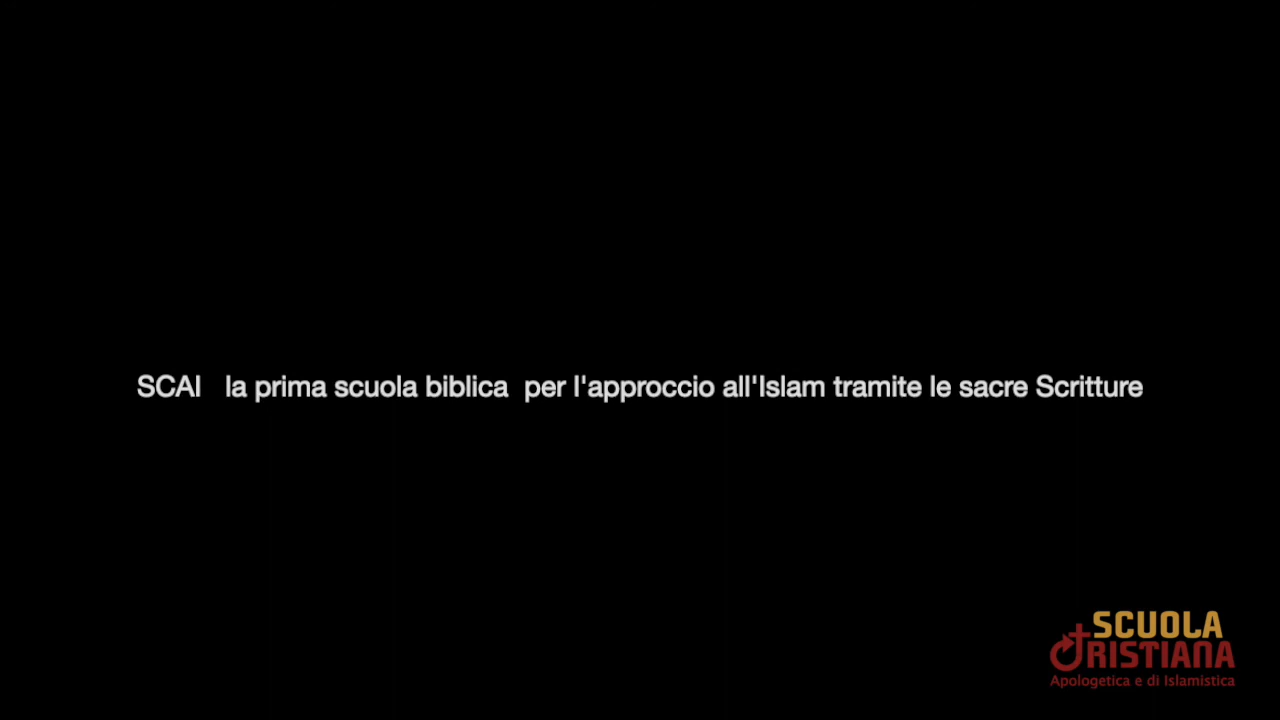 SCAI   la prima scuola biblica  per l'approccio all'Islam tramite le sacre Scritture
SCUOLA
CRISTIANA
Apologetica e di Islamistica